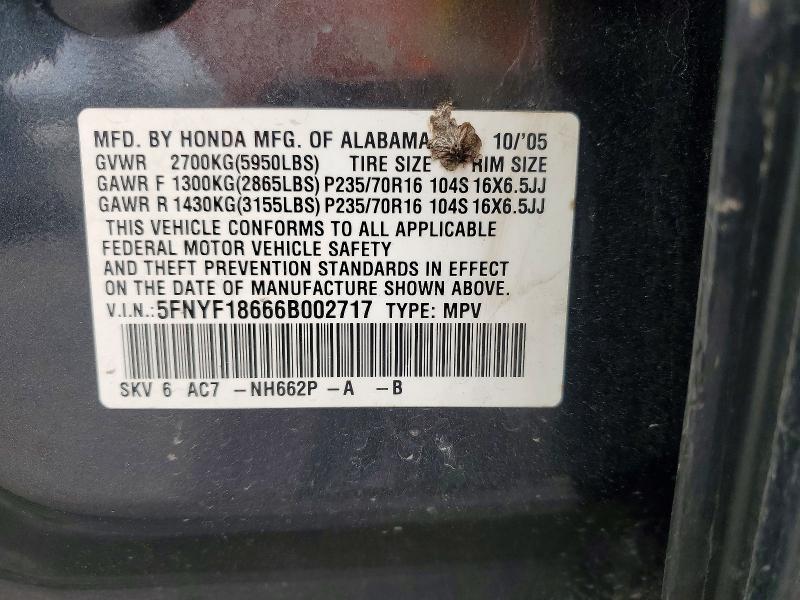 MFD. BY HONDA MFG. OF ALABAMA 10/'05
GVWR 2700KG(5950LBS) TIRE SIZE RIM SIZE
GAWR F 1300KG(2865LBS) P235/70R16 104S 16X6.5JJ
GAWR R 1430KG(3155LBS) P235/70R16 104S 16X6.5JJ
THIS VEHICLE CONFORMS TO ALL APPLICABLE
FEDERAL MOTOR VEHICLE SAFETY
AND THEFT PREVENTION STANDARDS IN EFFECT
ON THE DATE OF MANUFACTURE SHOWN ABOVE.
V.I.N.:5FNYF18666B002717 TYPE: MPV
SKV 6 AC7 -NH662P -A -B